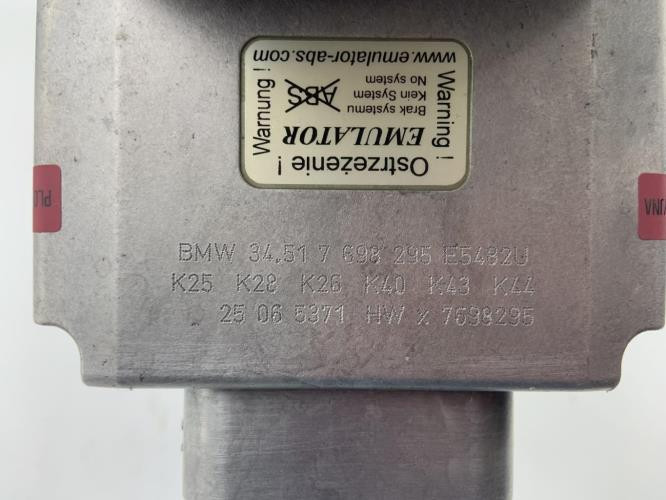 Ostrzeżenie !
EMULATOR
Brak systemu
Kein System
No system
ABS
Warnung !
Warning !
www.emulator-abs.com
BMW 34.51 7 698 295 E5482U
K25 K28 K26 K40 K43 K44
25 06 5371 HW x 7698295